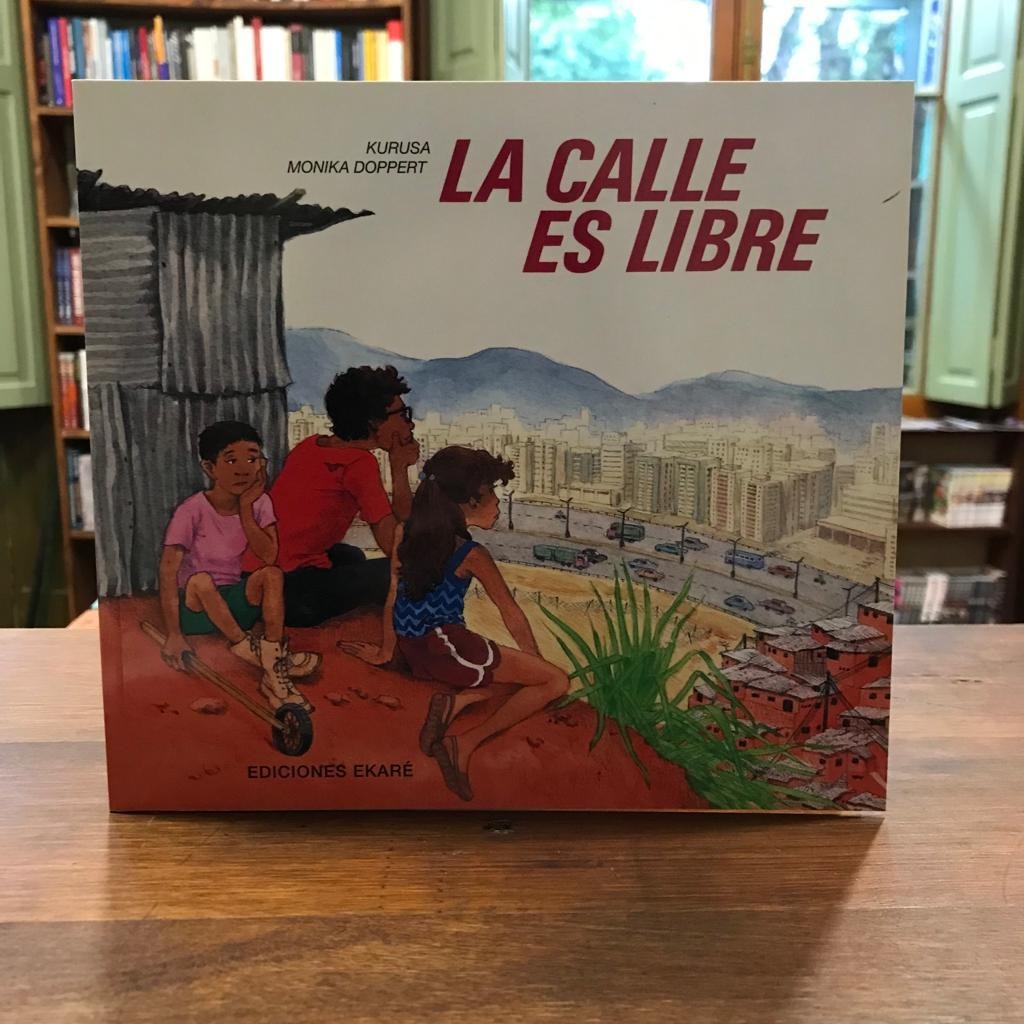 KURUSA
MONIKA DOPPERT
LA CALLE
ES LIBRE
EDICIONES EKARÉ